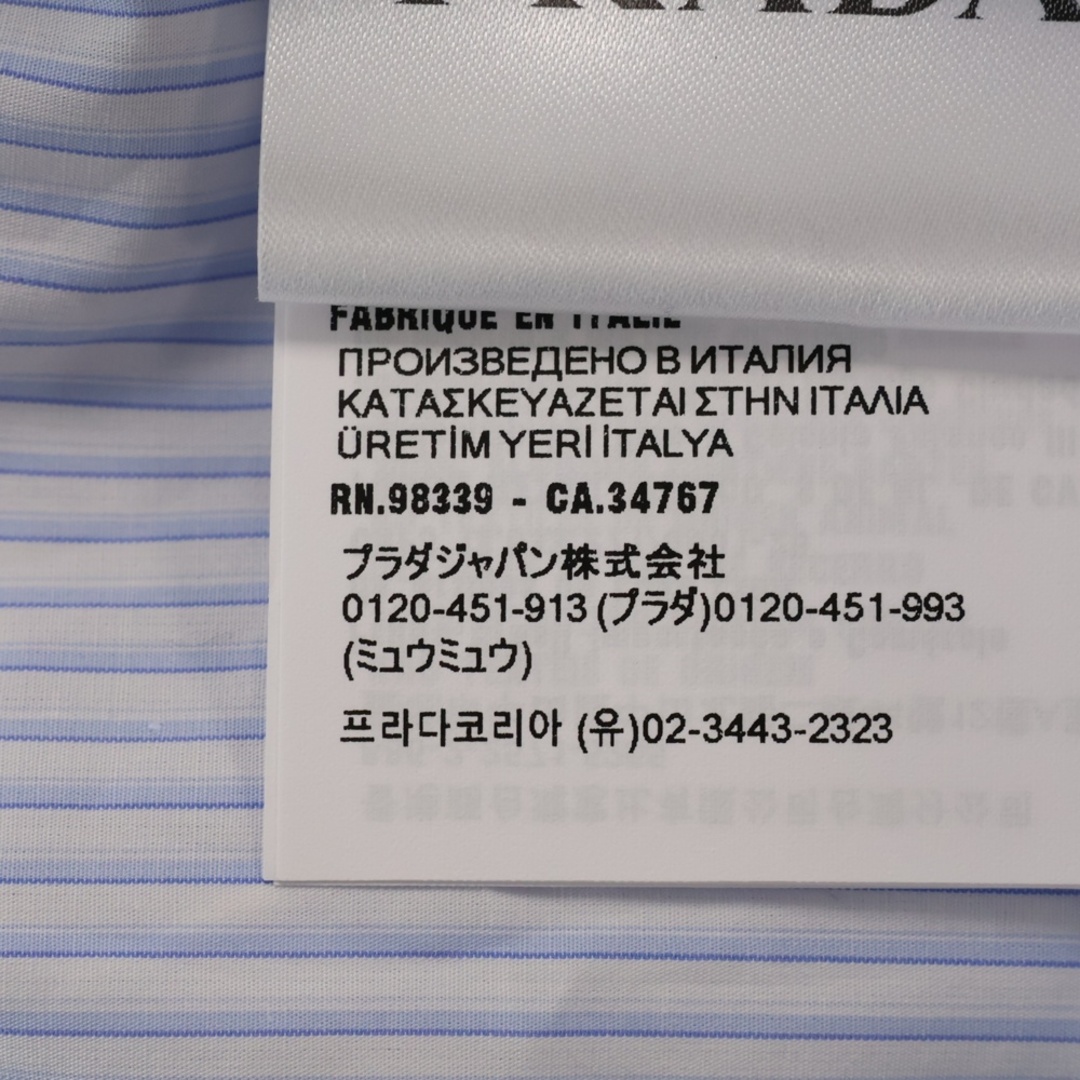 PRADA
FABRIQUE EN ITALIE
ПРОИЗВЕДЕНО В ИТАЛИЯ
ΚΑΤΑΣΚΕΥΑΖΕΤΑΙ ΣΤΗΝ ΙΤΑΛΙΑ
ÜRETİM YERİ İTALYA
RN.98339 - CA.34767
プラダジャパン株式会社
0120-451-913 (プラダ)0120-451-993
(ミュウミュウ)
프라다코리아 (유)02-3443-2323